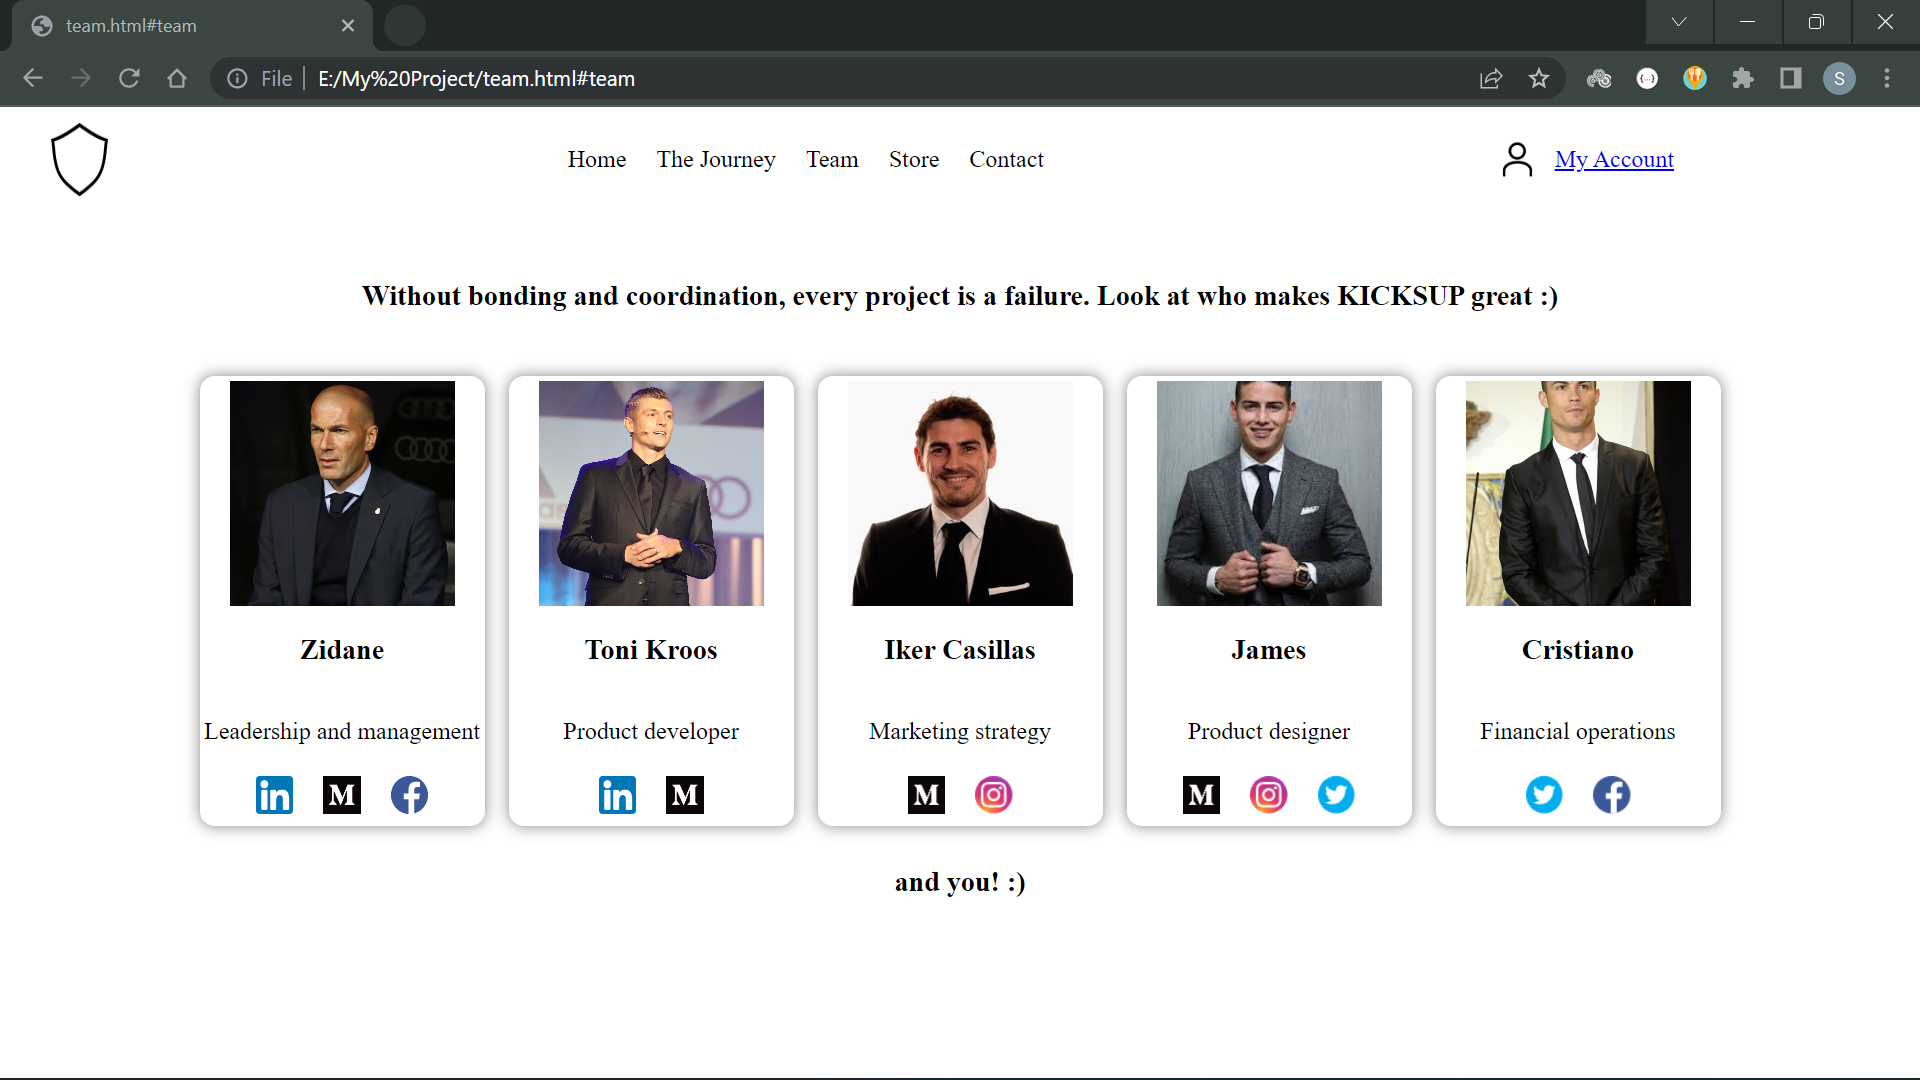 team.html#team
File E:/My%20Project/team.html#team
S
Home The Journey Team Store Contact
My Account
Without bonding and coordination, every project is a failure. Look at who makes KICKSUP great :)
Zidane Toni Kroos Iker Casillas James Cristiano
Leadership and management Product developer Marketing strategy Product designer Financial operations
in M f in M M M f
and you! :)